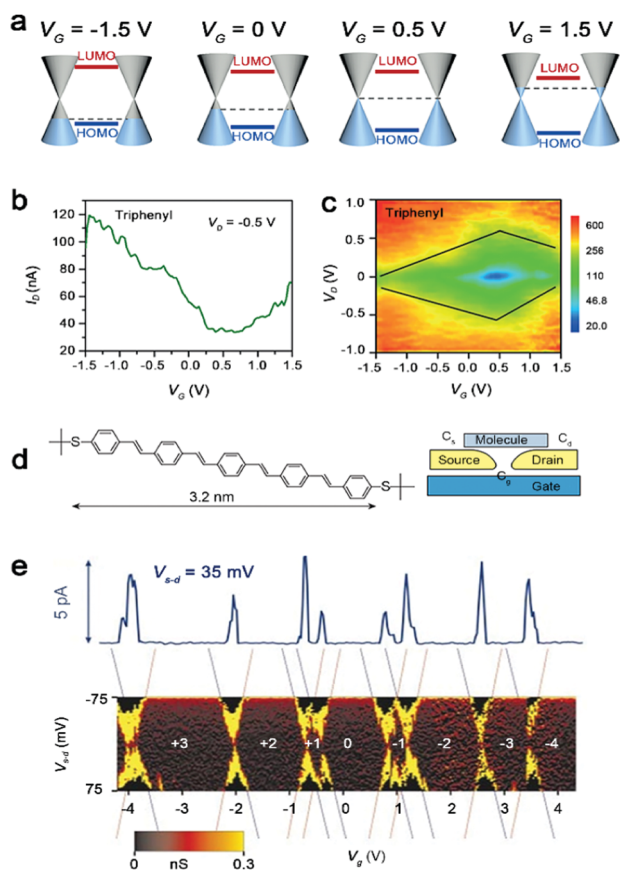 a
V_G = -1.5 V V_G = 0 V V_G = 0.5 V V_G = 1.5 V
LUMO LUMO LUMO LUMO
HOMO HOMO HOMO HOMO
b
Triphenyl V_D = -0.5 V
120
100
80
60
40
20
I_D (nA)
-1.5 -1.0 -0.5 0.0 0.5 1.0 1.5
V_G (V)
c
Triphenyl
1.0
0.5
0
-0.5
-1.0
V_D (V)
-1.5 -1.0 -0.5 0.0 0.5 1.0 1.5
V_G (V)
600
256
110
46.8
20.0
d
S
S
3.2 nm
C_s Molecule C_d
Source Drain
C_g
Gate
e
V_s-d = 35 mV
5 pA
-75
75
V_s-d (mV)
+3 +2 +1 0 -1 -2 -3 -4
-4 -3 -2 -1 0 1 2 3 4
0 nS 0.3
V_g (V)